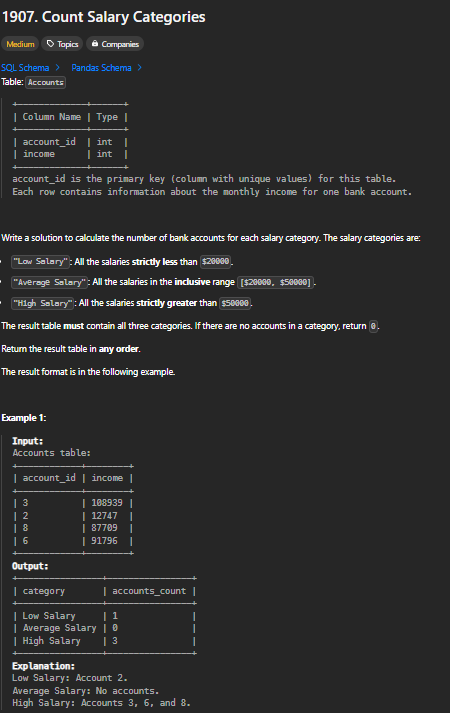 1907. Count Salary Categories
Medium Topics Companies
SQL Schema > Pandas Schema >
Table: Accounts
+-------------+------+
| Column Name | Type |
+-------------+------+
| account_id | int |
| income | int |
+-------------+------+
account_id is the primary key (column with unique values) for this table.
Each row contains information about the monthly income for one bank account.
Write a solution to calculate the number of bank accounts for each salary category. The salary categories are:
• "Low Salary": All the salaries strictly less than $20000.
• "Average Salary": All the salaries in the inclusive range [$20000, $50000].
• "High Salary": All the salaries strictly greater than $50000.
The result table must contain all three categories. If there are no accounts in a category, return 0.
Return the result table in any order.
The result format is in the following example.
Example 1:
Input:
Accounts table:
+------------+--------+
| account_id | income |
+------------+--------+
| 3 | 108939 |
| 2 | 12747 |
| 8 | 87709 |
| 6 | 91796 |
+------------+--------+
Output:
+----------------+----------------+
| category | accounts_count |
+----------------+----------------+
| Low Salary | 1 |
| Average Salary | 0 |
| High Salary | 3 |
+----------------+----------------+
Explanation:
Low Salary: Account 2.
Average Salary: No accounts.
High Salary: Accounts 3, 6, and 8.